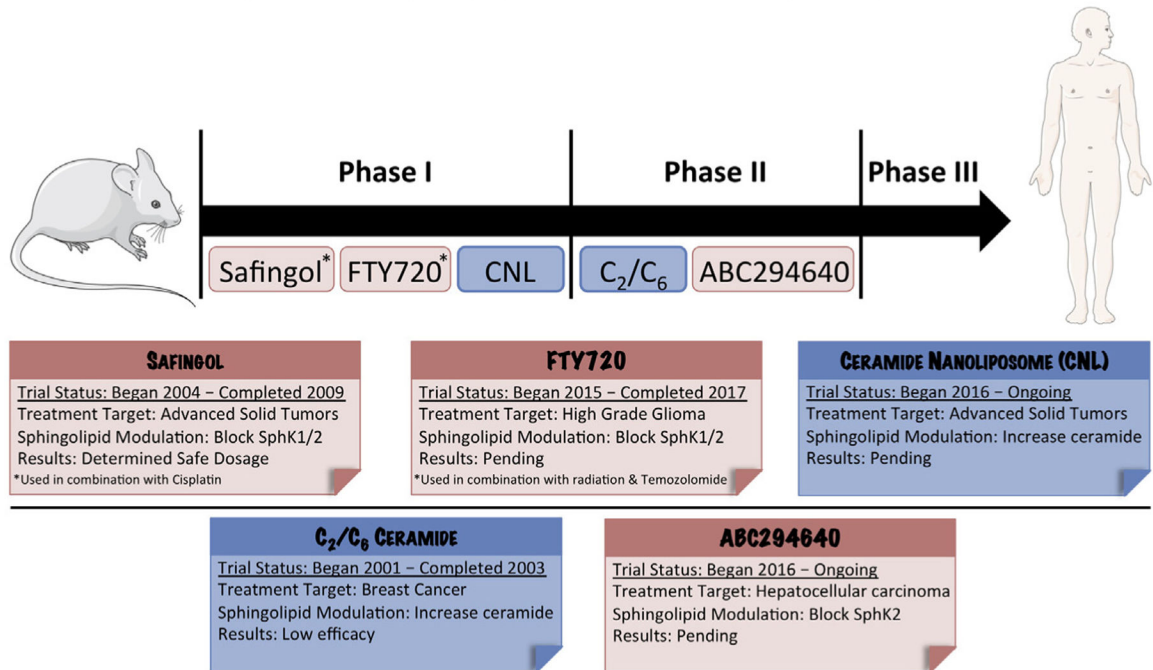 Phase I
Phase II
Phase III
Safingol*
FTY720*
CNL
C₂/C₆
ABC294640
SAFINGOL
Trial Status: Began 2004 – Completed 2009
Treatment Target: Advanced Solid Tumors
Sphingolipid Modulation: Block SphK1/2
Results: Determined Safe Dosage
*Used in combination with Cisplatin
FTY720
Trial Status: Began 2015 – Completed 2017
Treatment Target: High Grade Glioma
Sphingolipid Modulation: Block SphK1/2
Results: Pending
*Used in combination with radiation & Temozolomide
CERAMIDE NANOLIPOSOME (CNL)
Trial Status: Began 2016 – Ongoing
Treatment Target: Advanced Solid Tumors
Sphingolipid Modulation: Increase ceramide
Results: Pending
C₂/C₆ CERAMIDE
Trial Status: Began 2001 – Completed 2003
Treatment Target: Breast Cancer
Sphingolipid Modulation: Increase ceramide
Results: Low efficacy
ABC294640
Trial Status: Began 2016 – Ongoing
Treatment Target: Hepatocellular carcinoma
Sphingolipid Modulation: Block SphK2
Results: Pending